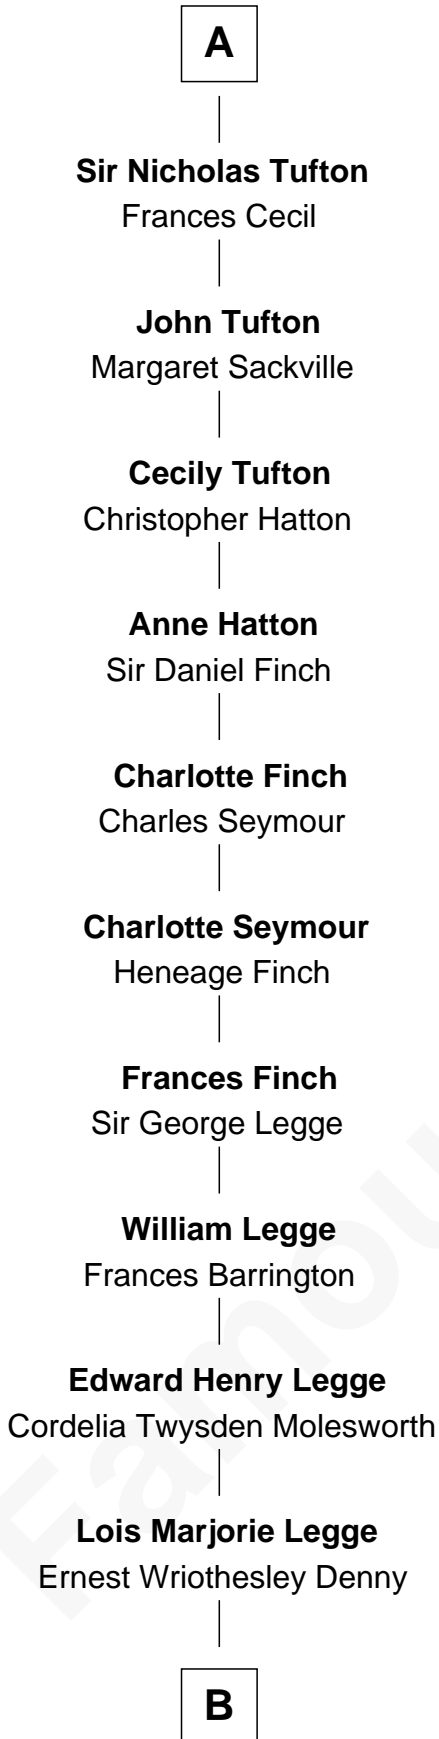 A
Sir Nicholas Tufton
Frances Cecil
John Tufton
Margaret Sackville
Cecily Tufton
Christopher Hatton
Anne Hatton
Sir Daniel Finch
Charlotte Finch
Charles Seymour
Charlotte Seymour
Heneage Finch
Frances Finch
Sir George Legge
William Legge
Frances Barrington
Edward Henry Legge
Cordelia Twysden Molesworth
Lois Marjorie Legge
Ernest Wriothesley Denny
B
Famou